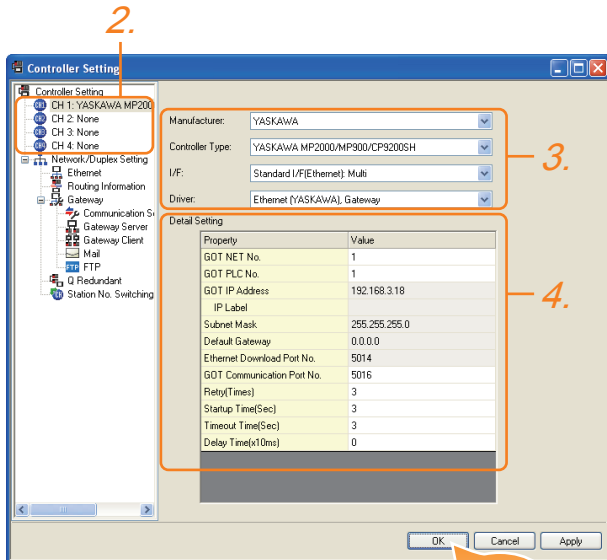 2.
Controller Setting
Controller Setting
CH 1: YASKAWA MP200
CH 2: None
CH 3: None
CH 4: None
Network/Duplex Setting
Ethernet
Routing Information
Gateway
Communication S
Gateway Server
Gateway Client
Mail
FTP FTP
Q Redundant
Station No. Switching
Manufacturer: YASKAWA
Controller Type: YASKAWA MP2000/MP900/CP9200SH
I/F: Standard I/F(Ethernet): Multi
Driver: Ethernet (YASKAWA), Gateway
3.
Detail Setting
Property Value
GOT NET No. 1
GOT PLC No. 1
GOT IP Address 192.168.3.18
IP Label
Subnet Mask 255.255.255.0
Default Gateway 0.0.0.0
Ethernet Download Port No. 5014
GOT Communication Port No. 5016
Retry(Times) 3
Startup Time(Sec) 3
Timeout Time(Sec) 3
Delay Time(x10ms) 0
4.
OK Cancel Apply